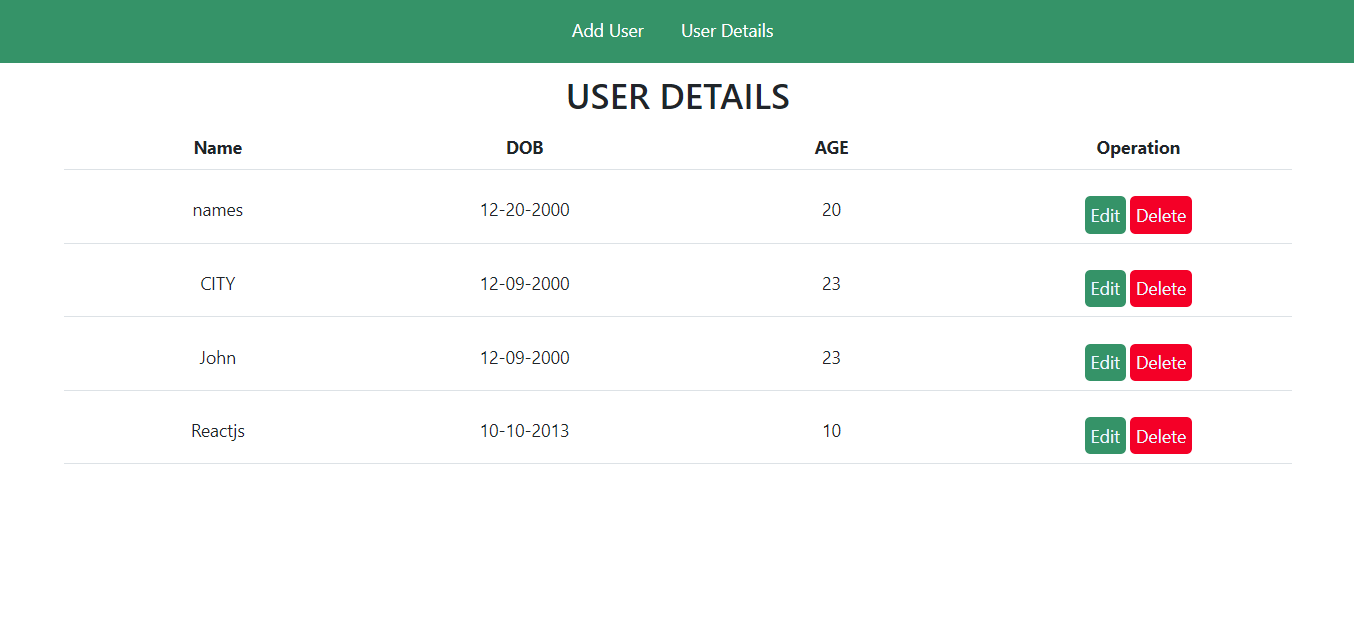 Add User User Details
USER DETAILS
Name DOB AGE Operation
names 12-20-2000 20 Edit Delete
CITY 12-09-2000 23 Edit Delete
John 12-09-2000 23 Edit Delete
Reactjs 10-10-2013 10 Edit Delete